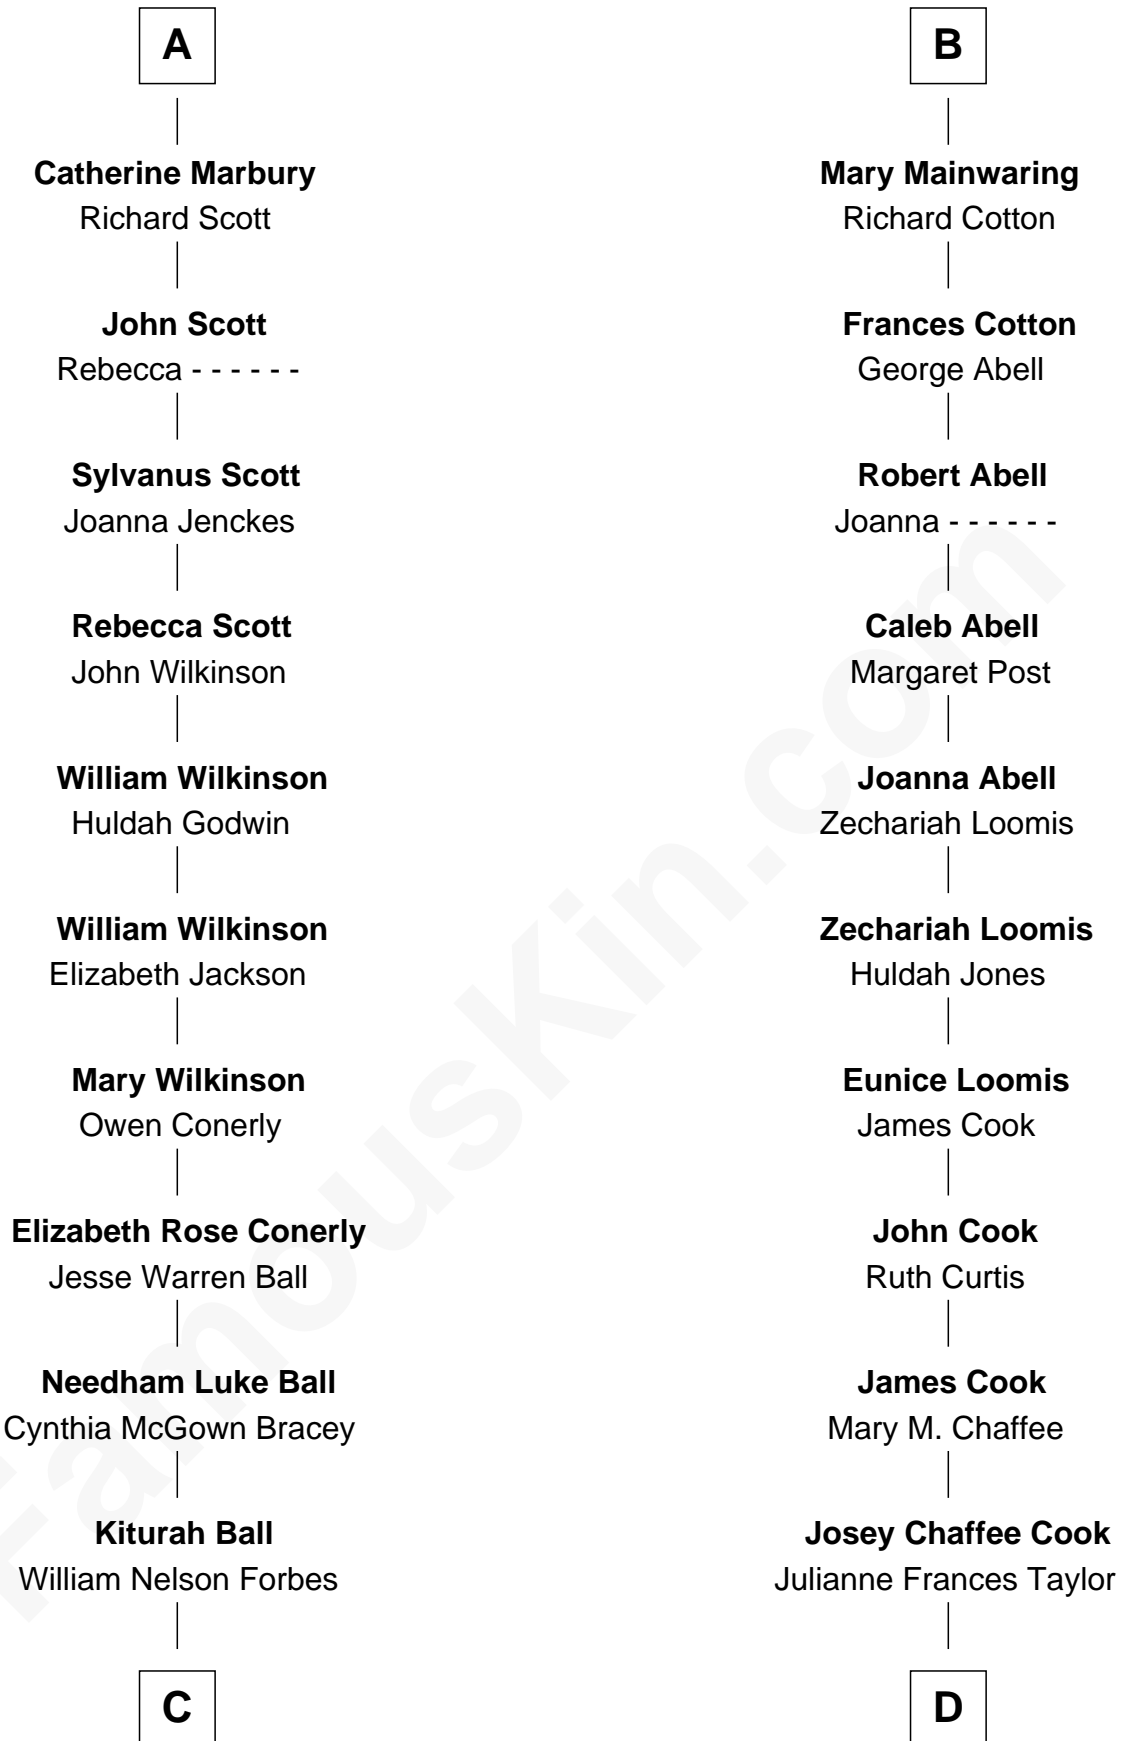 A
Catherine Marbury
Richard Scott
John Scott
Rebecca - - - - - -
Sylvanus Scott
Joanna Jenckes
Rebecca Scott
John Wilkinson
William Wilkinson
Huldah Godwin
William Wilkinson
Elizabeth Jackson
Mary Wilkinson
Owen Conerly
Elizabeth Rose Conerly
Jesse Warren Ball
Needham Luke Ball
Cynthia McGown Bracey
Kiturah Ball
William Nelson Forbes
C
B
Mary Mainwaring
Richard Cotton
Frances Cotton
George Abell
Robert Abell
Joanna - - - - - -
Caleb Abell
Margaret Post
Joanna Abell
Zechariah Loomis
Zechariah Loomis
Huldah Jones
Eunice Loomis
James Cook
John Cook
Ruth Curtis
James Cook
Mary M. Chaffee
Josey Chaffee Cook
Julianne Frances Taylor
D
FamousKin.com